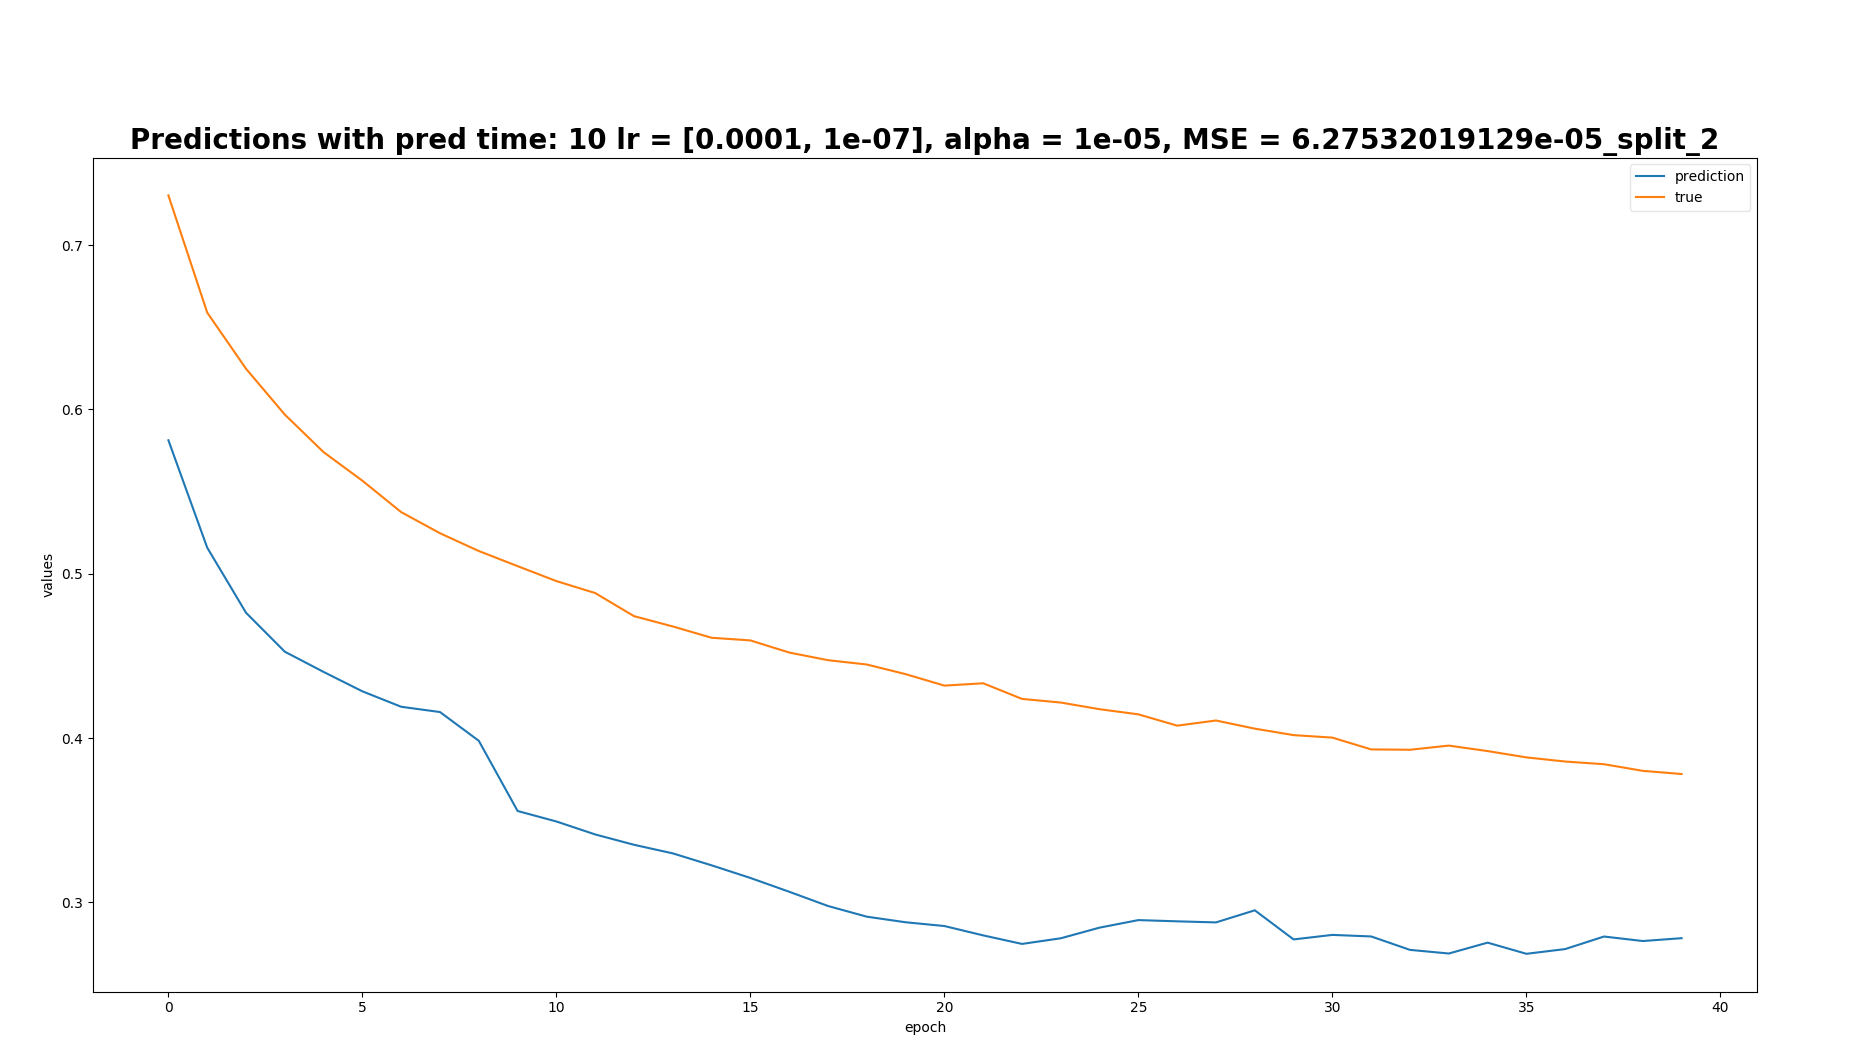 Predictions with pred time: 10 lr = [0.0001, 1e-07], alpha = 1e-05, MSE = 6.27532019129e-05_split_2
prediction
true
0.7
0.6
0.5
0.4
0.3
values
0 5 10 15 20 25 30 35 40
epoch